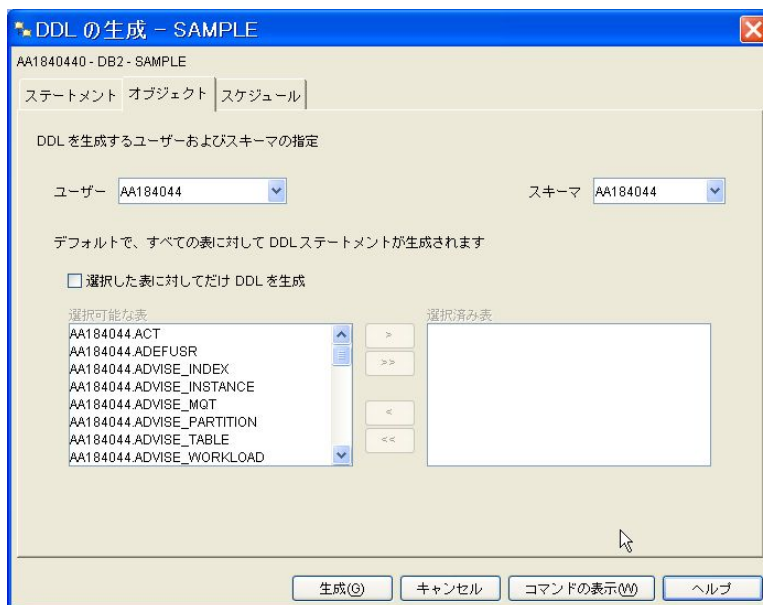 DDL の生成 – SAMPLE
AA1840440 - DB2 - SAMPLE
ステートメント オブジェクト スケジュール
DDL を生成するユーザーおよびスキーマの指定
ユーザー AA184044 スキーマ AA184044
デフォルトで、すべての表に対して DDL ステートメントが生成されます
選択した表に対してだけ DDL を生成
選択可能な表 選択済み表
AA184044.ACT
AA184044.ADEFUSR
AA184044.ADVISE_INDEX
AA184044.ADVISE_INSTANCE
AA184044.ADVISE_MQT
AA184044.ADVISE_PARTITION
AA184044.ADVISE_TABLE
AA184044.ADVISE_WORKLOAD
>
>>
<
<<
生成(G) キャンセル コマンドの表示(W) ヘルプ